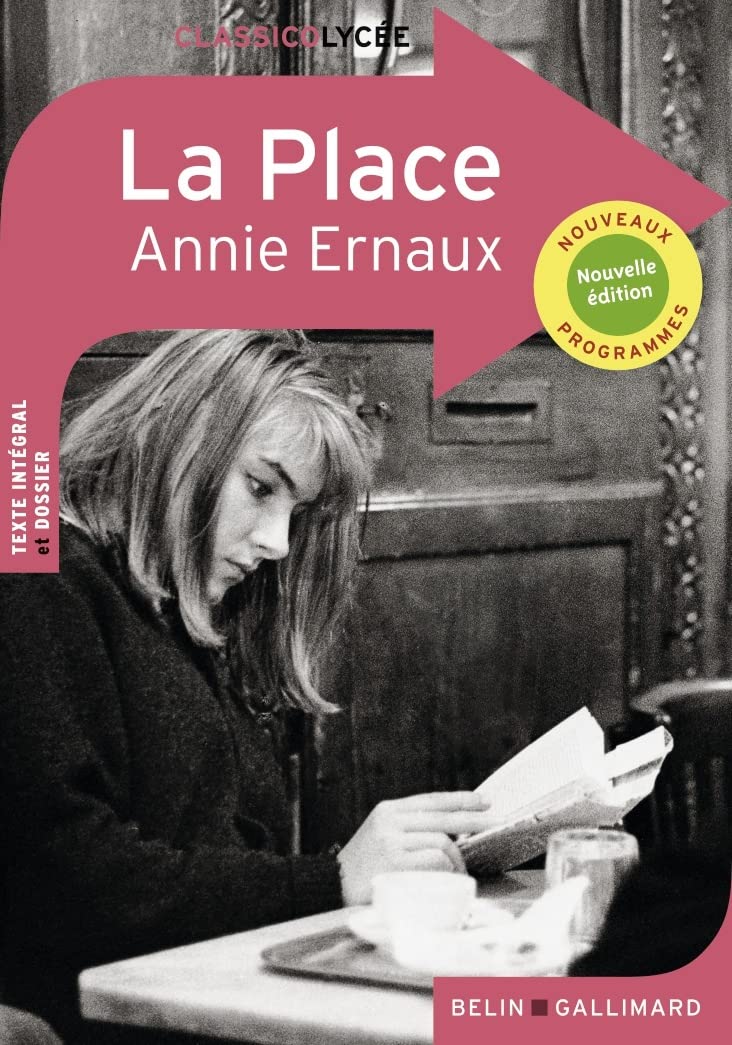 CLASSICOLYCÉE
La Place
Annie Ernaux
NOUVEAUX
Nouvelle
édition
PROGRAMMES
TEXTE INTÉGRAL
et DOSSIER
BELIN GALLIMARD